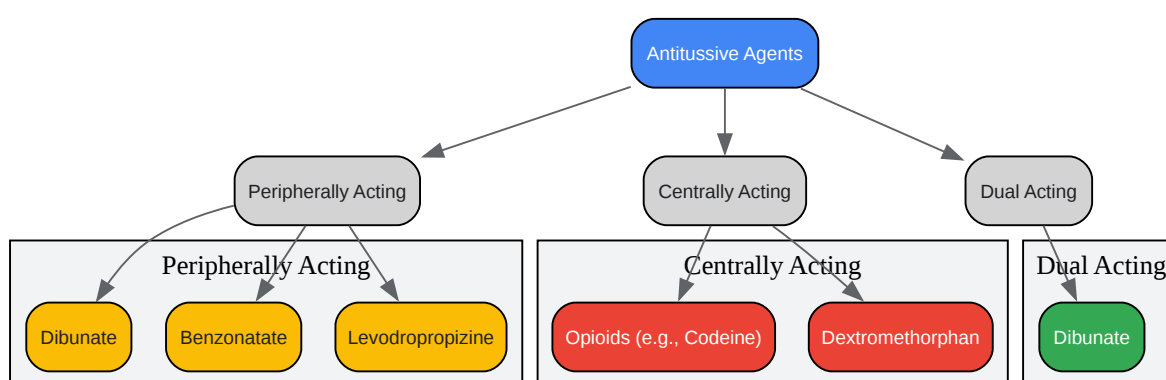 Antitussive Agents
Peripherally Acting
Centrally Acting
Dual Acting
Peripherally Acting
Centrally Acting
Dual Acting
Dibunate
Benzonatate
Levodropropizine
Opioids (e.g., Codeine)
Dextromethorphan
Dibunate